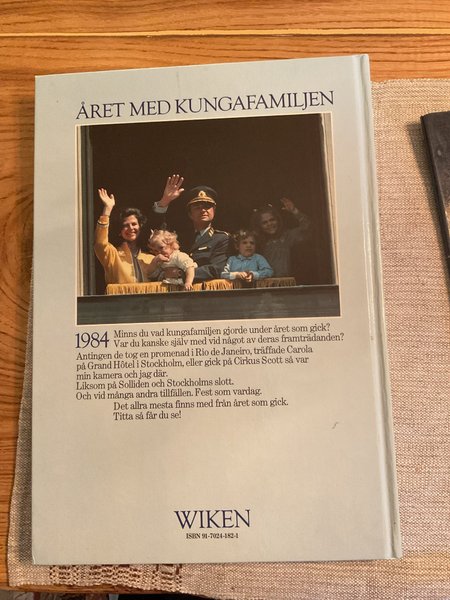 ÅRET MED KUNGAFAMILJEN
1984 Minns du vad kungafamiljen gjorde under året som gick?
Var du kanske själv med vid något av deras framträdanden?
Antingen de tog en promenad i Rio de Janeiro, träffade Carola
på Grand Hôtel i Stockholm, eller gick på Cirkus Scott så var
min kamera och jag där.
Liksom på Solliden och Stockholms slott.
Och vid många andra tillfällen. Fest som vardag.
Det allra mesta finns med från året som gick.
Titta så får du se!
WIKEN
ISBN 91-7024-182-1